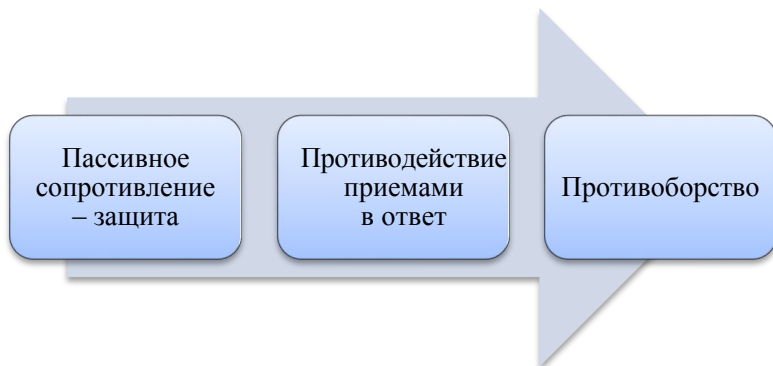 Пассивное
сопротивление
– защита
Противодействие
приемами
в ответ
Противоборство